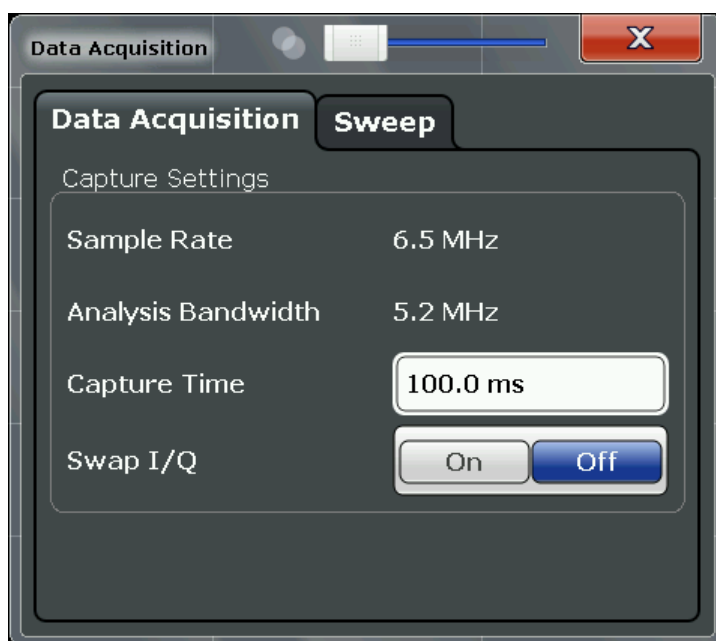 Data Acquisition
X
Data Acquisition
Sweep
Capture Settings
Sample Rate 6.5 MHz
Analysis Bandwidth 5.2 MHz
Capture Time 100.0 ms
Swap I/Q On Off